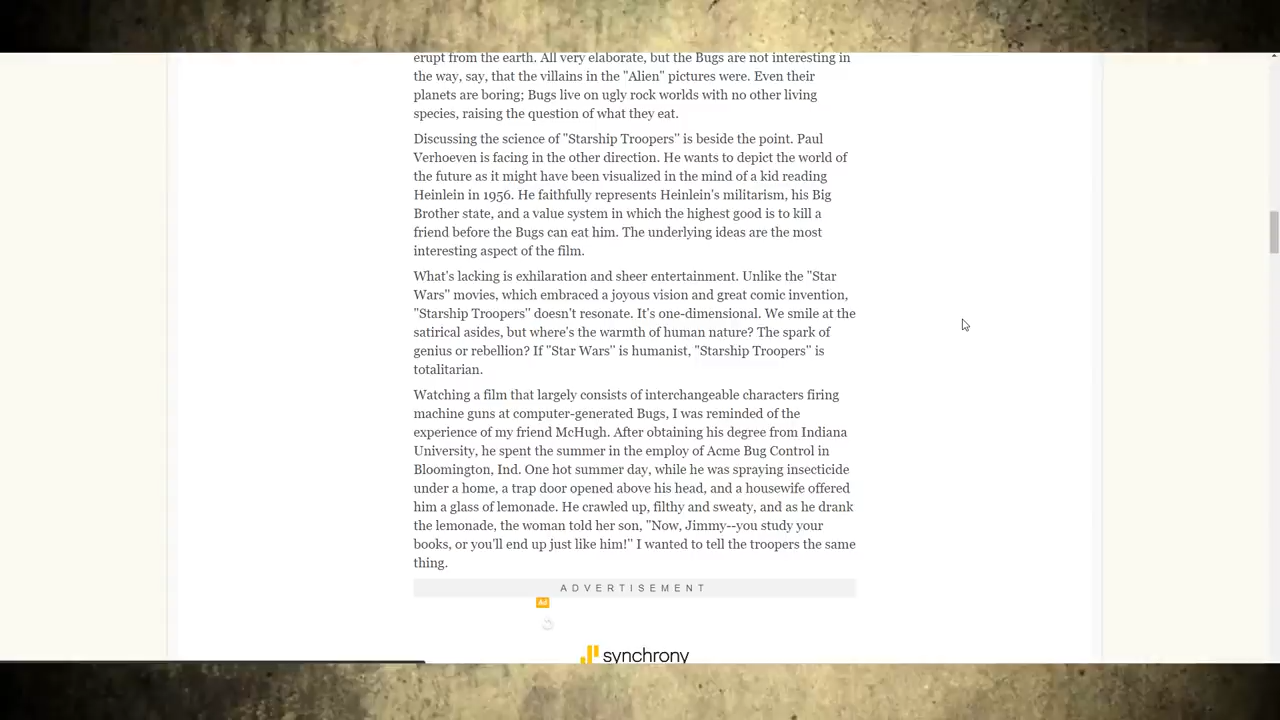 erupt from the earth. All very elaborate, but the Bugs are not interesting in
the way, say, that the villains in the "Alien" pictures were. Even their
planets are boring; Bugs live on ugly rock worlds with no other living
species, raising the question of what they eat.
Discussing the science of "Starship Troopers" is beside the point. Paul
Verhoeven is facing in the other direction. He wants to depict the world of
the future as it might have been visualized in the mind of a kid reading
Heinlein in 1956. He faithfully represents Heinlein's militarism, his Big
Brother state, and a value system in which the highest good is to kill a
friend before the Bugs can eat him. The underlying ideas are the most
interesting aspect of the film.
What's lacking is exhilaration and sheer entertainment. Unlike the "Star
Wars" movies, which embraced a joyous vision and great comic invention,
"Starship Troopers" doesn't resonate. It's one-dimensional. We smile at the
satirical asides, but where's the warmth of human nature? The spark of
genius or rebellion? If "Star Wars" is humanist, "Starship Troopers" is
totalitarian.
Watching a film that largely consists of interchangeable characters firing
machine guns at computer-generated Bugs, I was reminded of the
experience of my friend McHugh. After obtaining his degree from Indiana
University, he spent the summer in the employ of Acme Bug Control in
Bloomington, Ind. One hot summer day, while he was spraying insecticide
under a home, a trap door opened above his head, and a housewife offered
him a glass of lemonade. He crawled up, filthy and sweaty, and as he drank
the lemonade, the woman told her son, "Now, Jimmy--you study your
books, or you'll end up just like him!" I wanted to tell the troopers the same
thing.
ADVERTISEMENT
Ad
synchrony